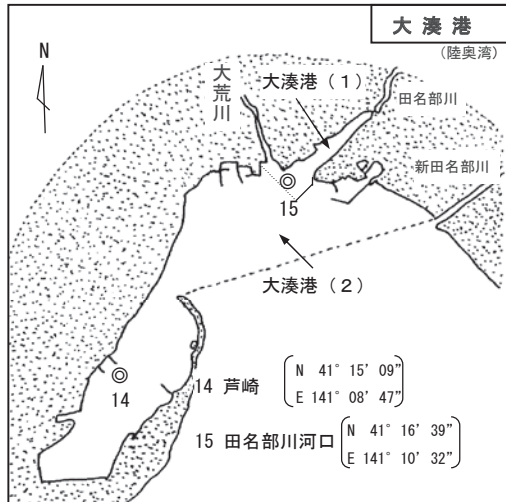 大湊港
(陸奥湾)
N
大荒川
大湊港(1)
田名部川
新田名部川
15
大湊港(2)
14
14 芦崎
N 41° 15’ 09”
E 141° 08’ 47”
15 田名部川河口
N 41° 16’ 39”
E 141° 10’ 32”